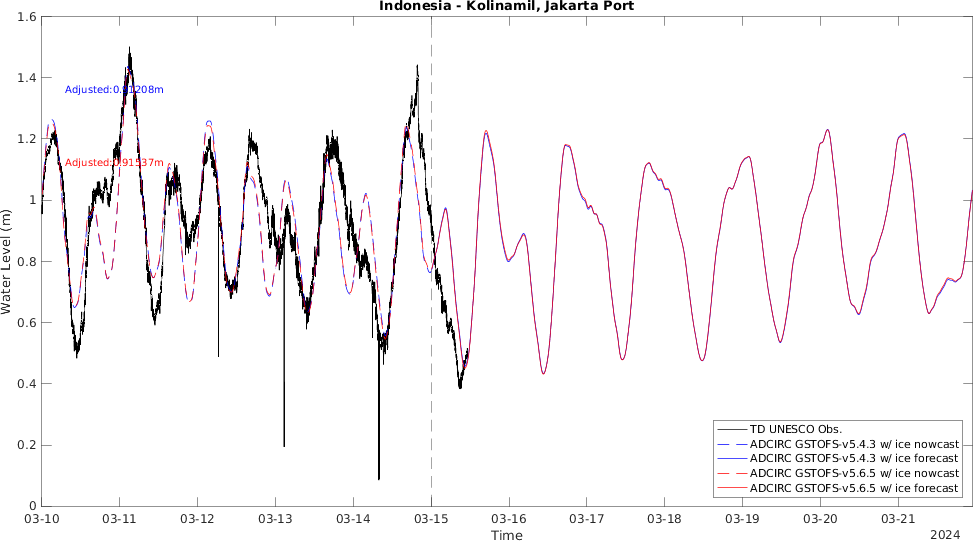 Indonesia - Kolinamil, Jakarta Port
1.6
1.4
1.2
1
0.8
0.6
0.4
0.2
0
Water Level (m)
Adjusted:0.91208m
Adjusted:0.91537m
TD UNESCO Obs.
ADCIRC GSTOFS-v5.4.3 w/ ice nowcast
ADCIRC GSTOFS-v5.4.3 w/ ice forecast
ADCIRC GSTOFS-v5.6.5 w/ ice nowcast
ADCIRC GSTOFS-v5.6.5 w/ ice forecast
03-10 03-11 03-12 03-13 03-14 03-15 03-16 03-17 03-18 03-19 03-20 03-21
Time
2024